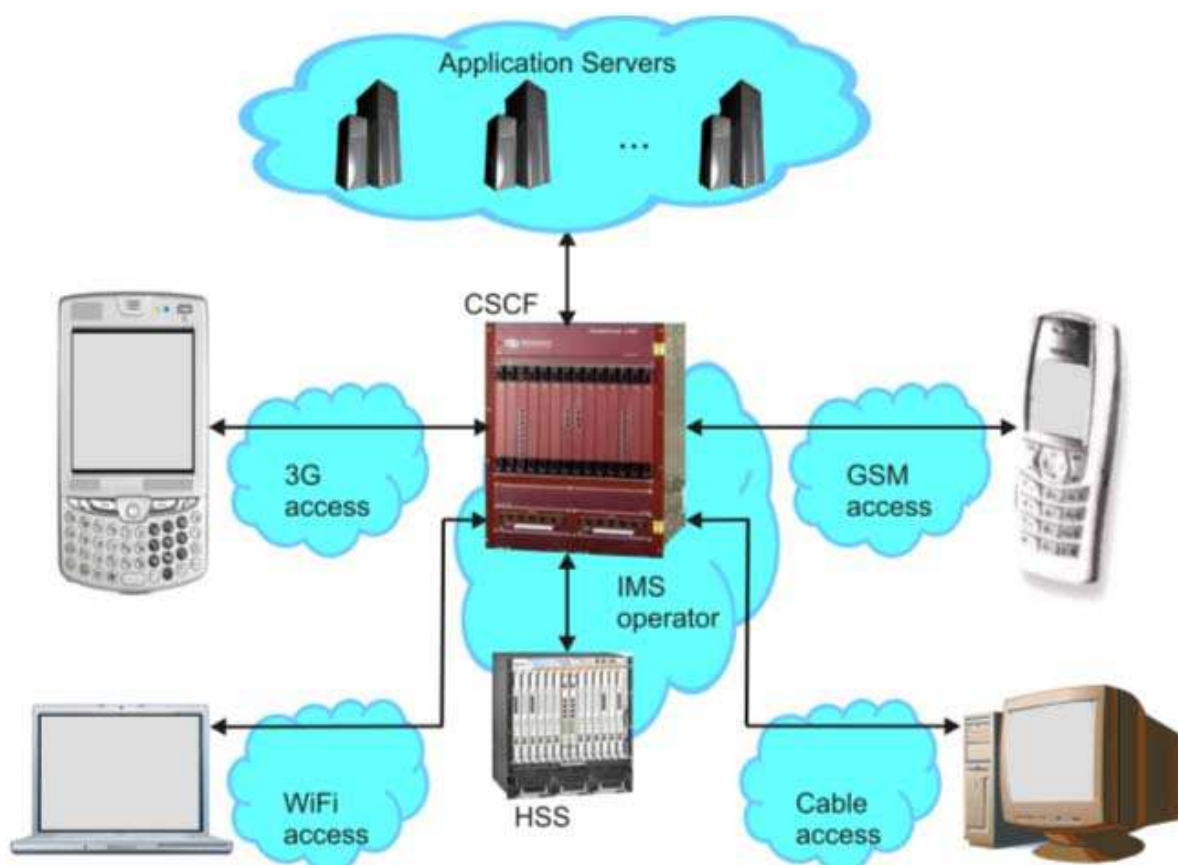 Application Servers
...
CSCF
3G
access
GSM
access
IMS
operator
WiFi
access
HSS
Cable
access